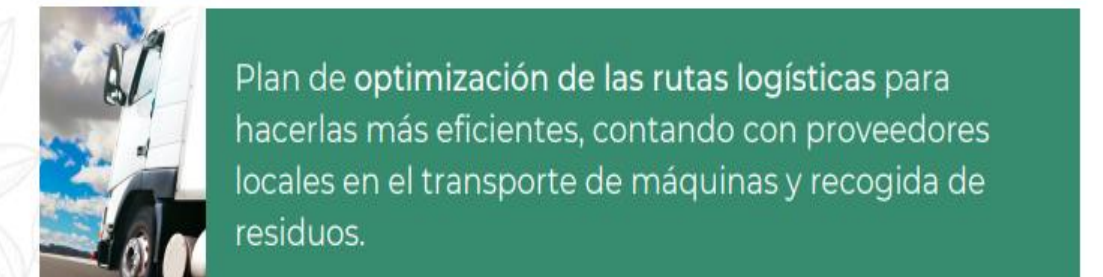 Plan de optimización de las rutas logísticas para
hacerlas más eficientes, contando con proveedores
locales en el transporte de máquinas y recogida de
residuos.